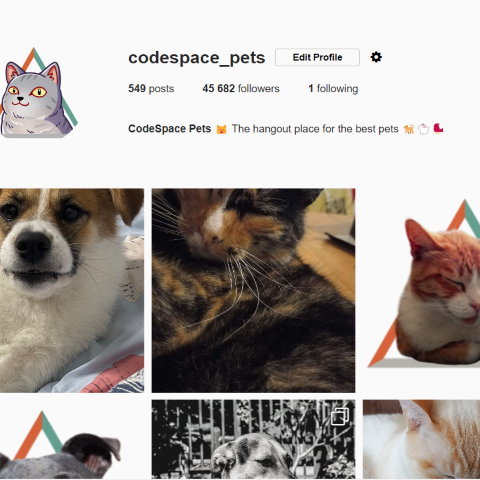 codespace_pets Edit Profile
549 posts 45 682 followers 1 following
CodeSpace Pets 😺 The hangout place for the best pets 🐕